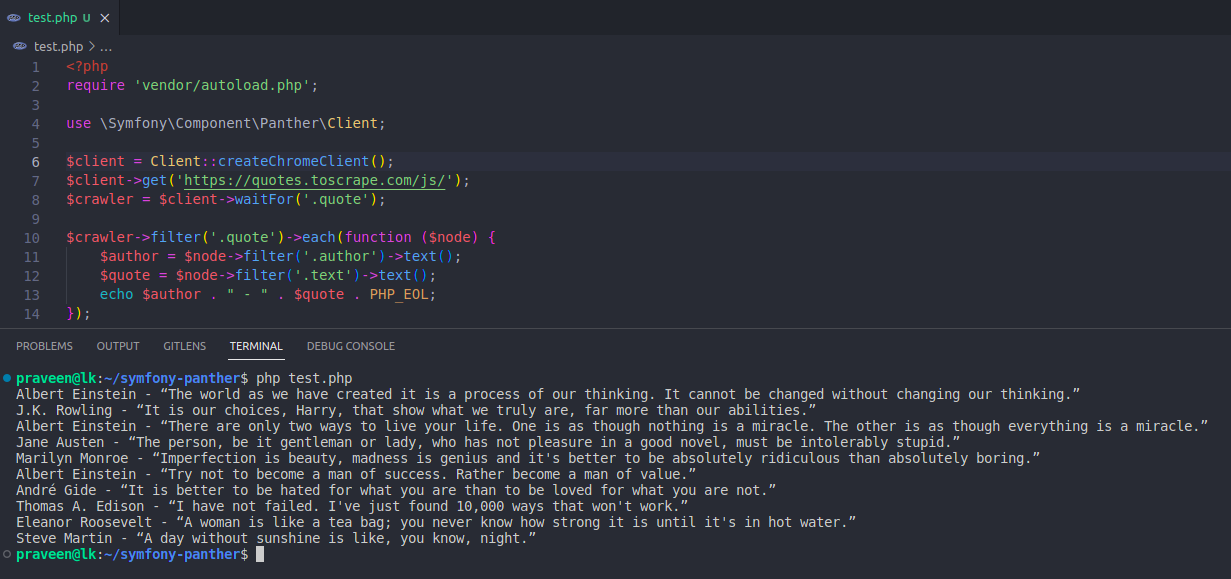 test.php U ×
test.php > ...
1 <?php
2 require 'vendor/autoload.php';
3
4 use \Symfony\Component\Panther\Client;
5
6 $client = Client::createChromeClient();
7 $client->get('https://quotes.toscrape.com/js/');
8 $crawler = $client->waitFor('.quote');
9
10 $crawler->filter('.quote')->each(function ($node) {
11     $author = $node->filter('.author')->text();
12     $quote = $node->filter('.text')->text();
13     echo $author . " - " . $quote . PHP_EOL;
14 });
PROBLEMS OUTPUT GITLENS TERMINAL DEBUG CONSOLE
praveen@lk:~/symfony-panther$ php test.php
Albert Einstein - “The world as we have created it is a process of our thinking. It cannot be changed without changing our thinking.”
J.K. Rowling - “It is our choices, Harry, that show what we truly are, far more than our abilities.”
Albert Einstein - “There are only two ways to live your life. One is as though nothing is a miracle. The other is as though everything is a miracle.”
Jane Austen - “The person, be it gentleman or lady, who has not pleasure in a good novel, must be intolerably stupid.”
Marilyn Monroe - “Imperfection is beauty, madness is genius and it's better to be absolutely ridiculous than absolutely boring.”
Albert Einstein - “Try not to become a man of success. Rather become a man of value.”
André Gide - “It is better to be hated for what you are than to be loved for what you are not.”
Thomas A. Edison - “I have not failed. I've just found 10,000 ways that won't work.”
Eleanor Roosevelt - “A woman is like a tea bag; you never know how strong it is until it's in hot water.”
Steve Martin - “A day without sunshine is like, you know, night.”
praveen@lk:~/symfony-panther$